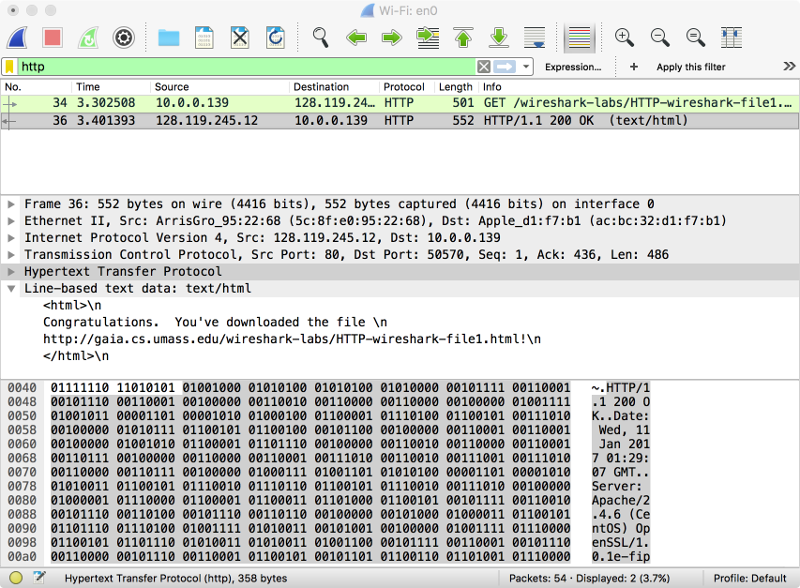 Wi-Fi: en0
http
Expression...
+
Apply this filter
No. Time Source Destination Protocol Length Info
34 3.302508 10.0.0.139 128.119.24... HTTP 501 GET /wireshark-labs/HTTP-wireshark-file1...
36 3.401393 128.119.245.12 10.0.0.139 HTTP 552 HTTP/1.1 200 OK (text/html)
Frame 36: 552 bytes on wire (4416 bits), 552 bytes captured (4416 bits) on interface 0
Ethernet II, Src: ArrisGro_95:22:68 (5c:8f:e0:95:22:68), Dst: Apple_d1:f7:b1 (ac:bc:32:d1:f7:b1)
Internet Protocol Version 4, Src: 128.119.245.12, Dst: 10.0.0.139
Transmission Control Protocol, Src Port: 80, Dst Port: 50570, Seq: 1, Ack: 436, Len: 486
Hypertext Transfer Protocol
Line-based text data: text/html
<html>\n
Congratulations.  You've downloaded the file \n
http://gaia.cs.umass.edu/wireshark-labs/HTTP-wireshark-file1.html!\n
</html>\n
0040 01111110 11010101 01001000 01010100 01010100 01010000 00101111 00110001 ~.HTTP/1
0048 00101110 00110001 00100000 00110010 00110000 00110000 00100000 01001111 .1 200 O
0050 01001011 00001101 00001010 01000100 01100001 01110100 01100101 00111010 K..Date:
0058 00100000 01010111 01100101 01100100 00101100 00100000 00110001 00110001 Wed, 11
0060 00100000 01001010 01100001 01101110 00100000 00110010 00110000 00110001 Jan 201
0068 00110111 00100000 00110000 00110001 00111010 00110010 00111001 00111010 7 01:29:
0070 00110000 00110111 00100000 01000111 01001101 01010100 00001101 00001010 07 GMT..
0078 01010011 01100101 01110010 01110110 01100101 01110010 00111010 00100000 Server:
0080 01000001 01110000 01100001 01100011 01101000 01100101 00101111 00110010 Apache/2
0088 00101110 00110100 00101110 00110110 00100000 00101000 01000011 01100101 .4.6 (Ce
0090 01101110 01110100 01001111 01010011 00101001 00100000 01001111 01110000 ntOS) Op
0098 01100101 01101110 01010011 01010011 01001100 00101111 00110001 00101110 enSSL/1.
00a0 00110000 00101110 00110001 01100101 00101101 01100110 01101001 01110000 0.1e-fip
Hypertext Transfer Protocol (http), 358 bytes
Packets: 54 · Displayed: 2 (3.7%)
Profile: Default